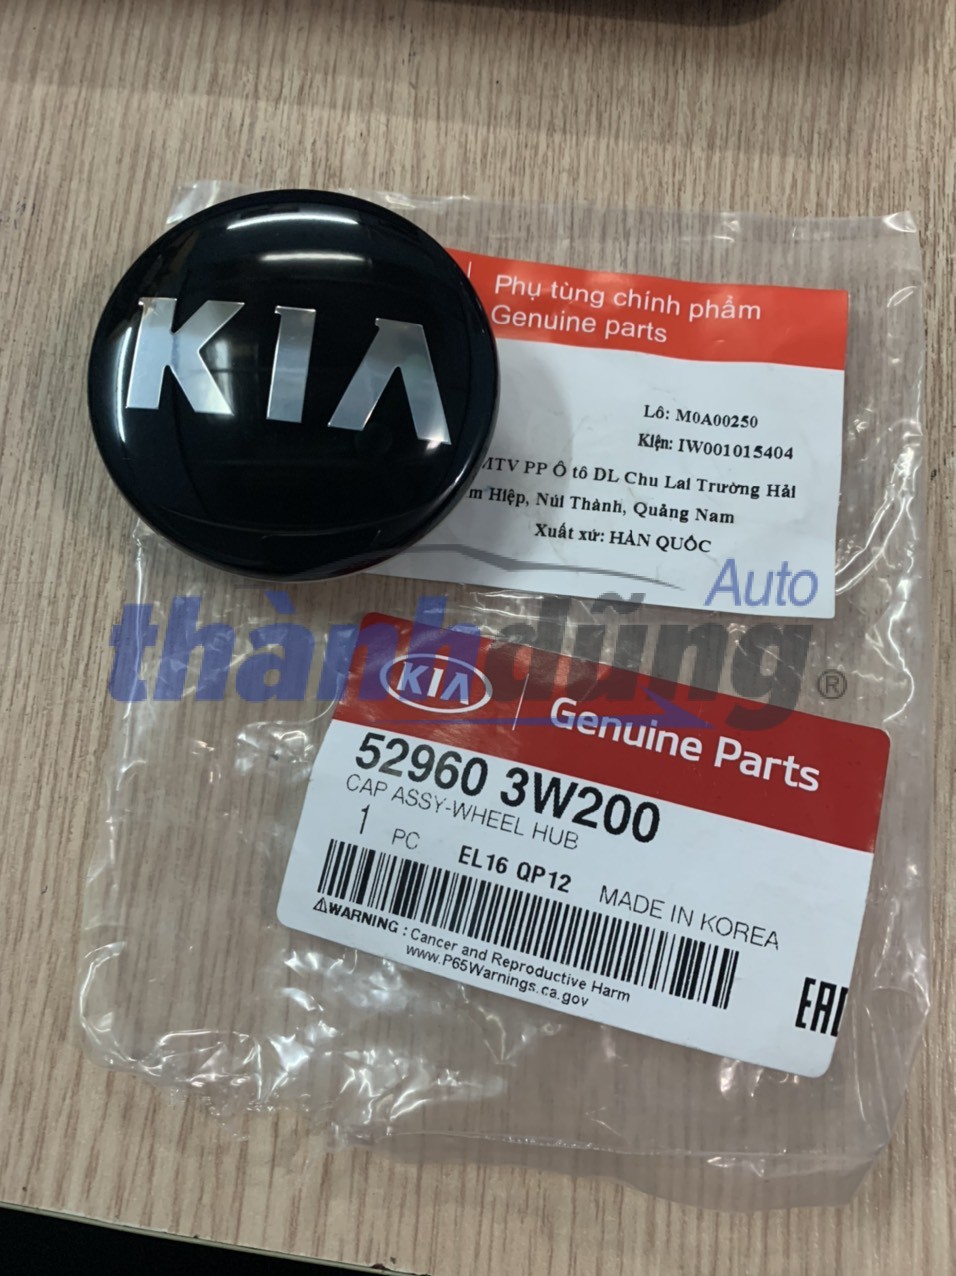 KIA
Phụ tùng chính phẩm
Genuine parts
Lô: M0A00250
Kiện: IW001015404
MTV PP Ô tô DL Chu Lai Trường Hải
Hiệp, Núi Thành, Quảng Nam
Xuất xứ: HÀN QUỐC
Auto
thànhdũng®
KIA Genuine Parts
52960 3W200
CAP ASSY-WHEEL HUB
1 PC EL16 QP12 MADE IN KOREA
⚠WARNING : Cancer and Reproductive Harm
www.P65Warnings.ca.gov
EAC